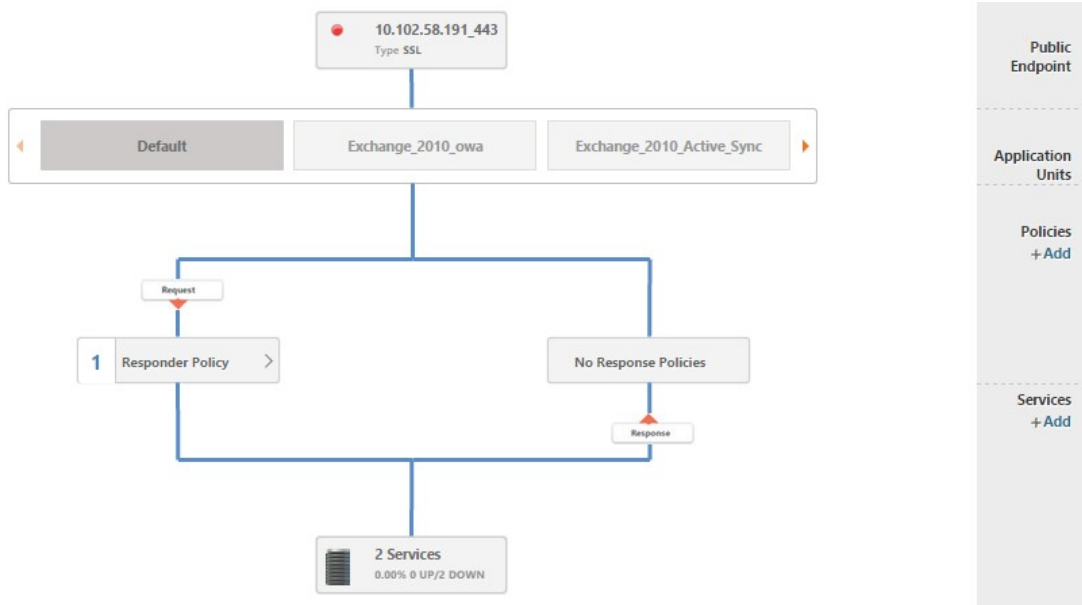 10.102.58.191_443
Type SSL
Public
Endpoint
Default
Exchange_2010_owa
Exchange_2010_Active_Sync
Application
Units
Policies
+Add
Request
1 Responder Policy
No Response Policies
Services
+Add
Response
2 Services
0.00% 0 UP/2 DOWN